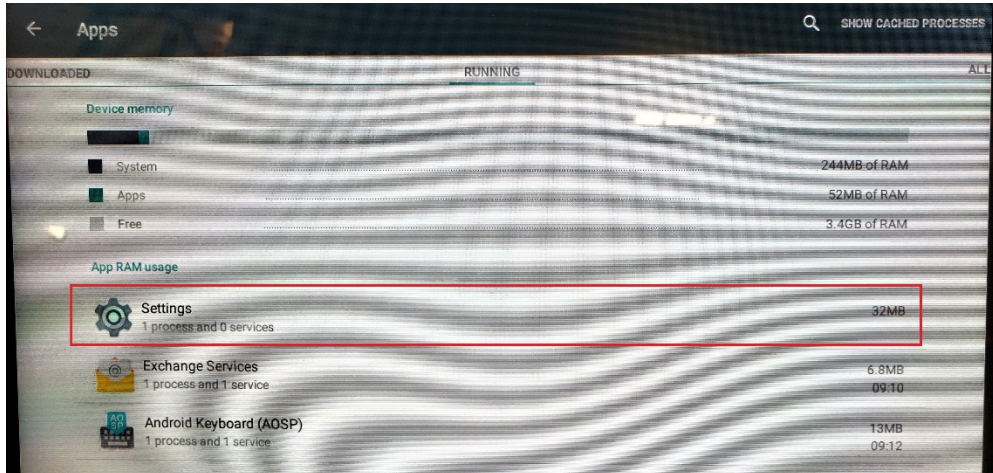 Apps
SHOW CACHED PROCESSES
DOWNLOADED
RUNNING
ALL
Device memory
System 244MB of RAM
Apps 52MB of RAM
Free 3.4GB of RAM
App RAM usage
Settings
1 process and 0 services 32MB
Exchange Services
1 process and 1 service
6.8MB
09:10
AO
SP
Android Keyboard (AOSP)
1 process and 1 service
13MB
09:12